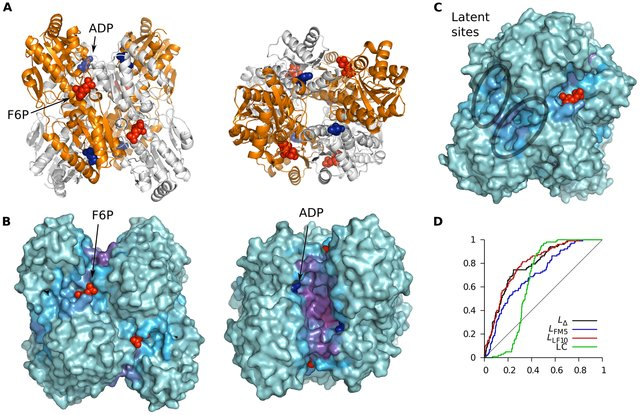 A
ADP
F6P
B
F6P
ADP
C
Latent
sites
D
1
0.8
0.6
0.4
0.2
0
0 0.2 0.4 0.6 0.8 1
LΔ
LFM5
LLF10
LC